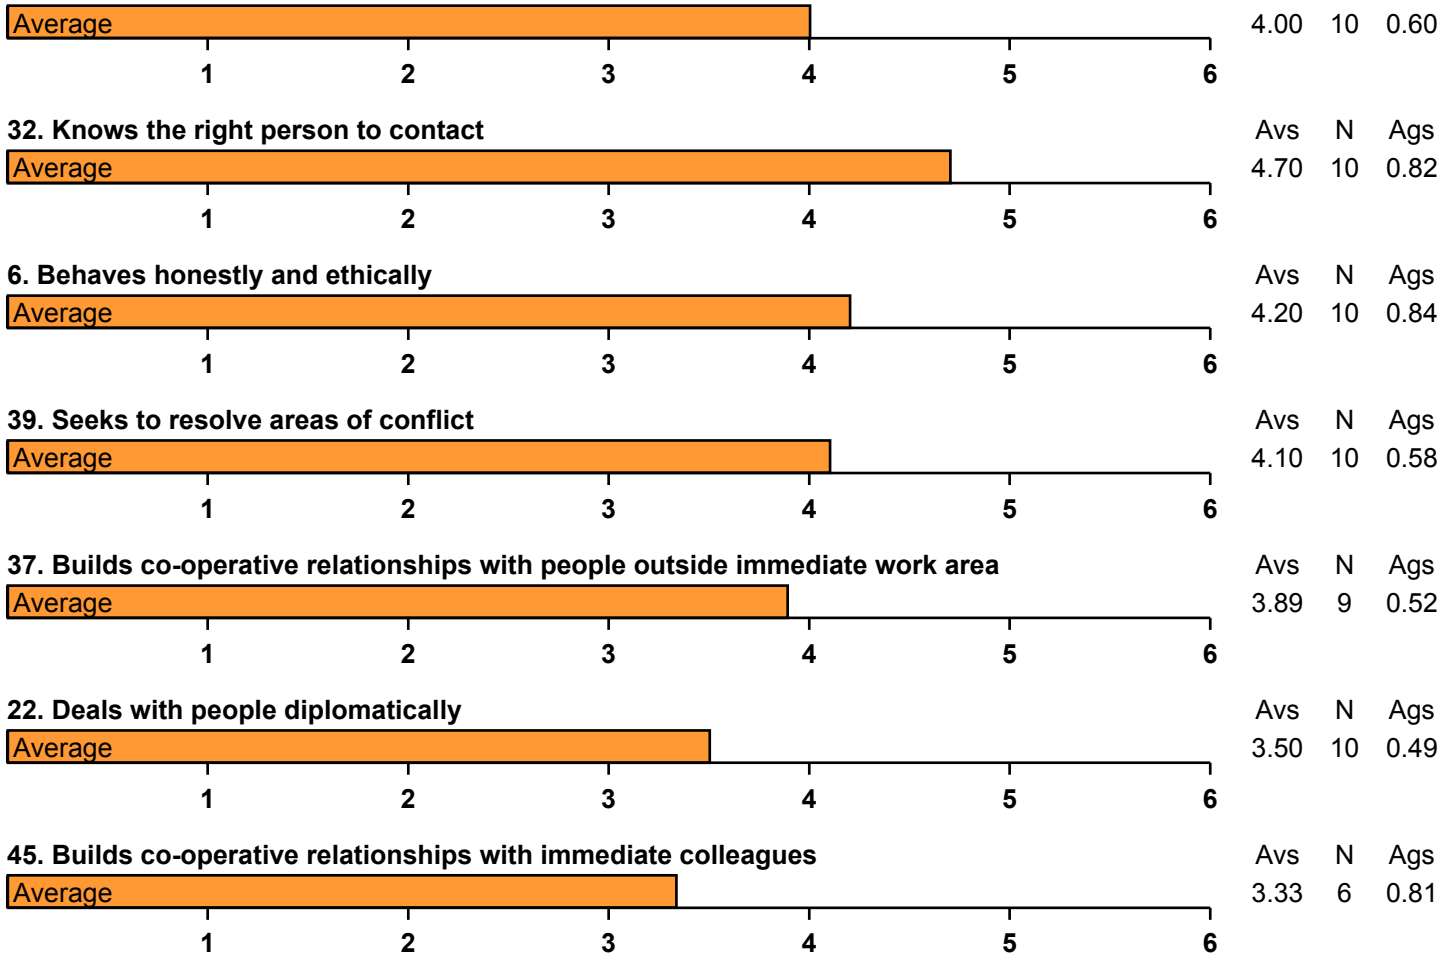 Average 4.00 10 0.60
1 2 3 4 5 6
32. Knows the right person to contact Avs N Ags
Average 4.70 10 0.82
1 2 3 4 5 6
6. Behaves honestly and ethically Avs N Ags
Average 4.20 10 0.84
1 2 3 4 5 6
39. Seeks to resolve areas of conflict Avs N Ags
Average 4.10 10 0.58
1 2 3 4 5 6
37. Builds co-operative relationships with people outside immediate work area Avs N Ags
Average 3.89 9 0.52
1 2 3 4 5 6
22. Deals with people diplomatically Avs N Ags
Average 3.50 10 0.49
1 2 3 4 5 6
45. Builds co-operative relationships with immediate colleagues Avs N Ags
Average 3.33 6 0.81
1 2 3 4 5 6